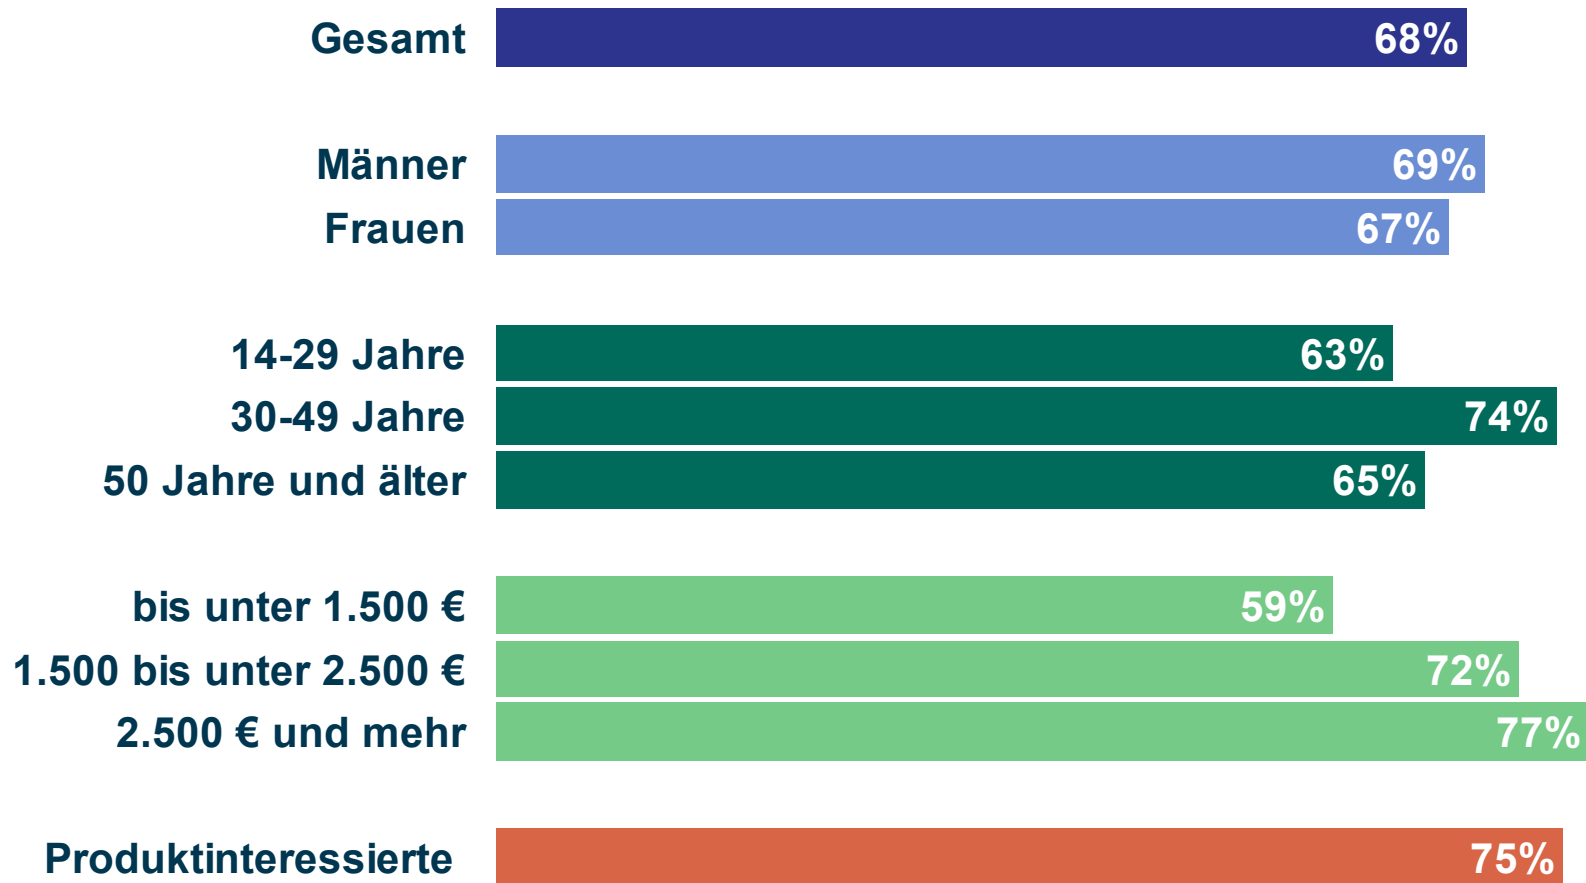 Gesamt 68%
Männer 69%
Frauen 67%
14-29 Jahre 63%
30-49 Jahre 74%
50 Jahre und älter 65%
bis unter 1.500 € 59%
1.500 bis unter 2.500 € 72%
2.500 € und mehr 77%
Produktinteressierte 75%